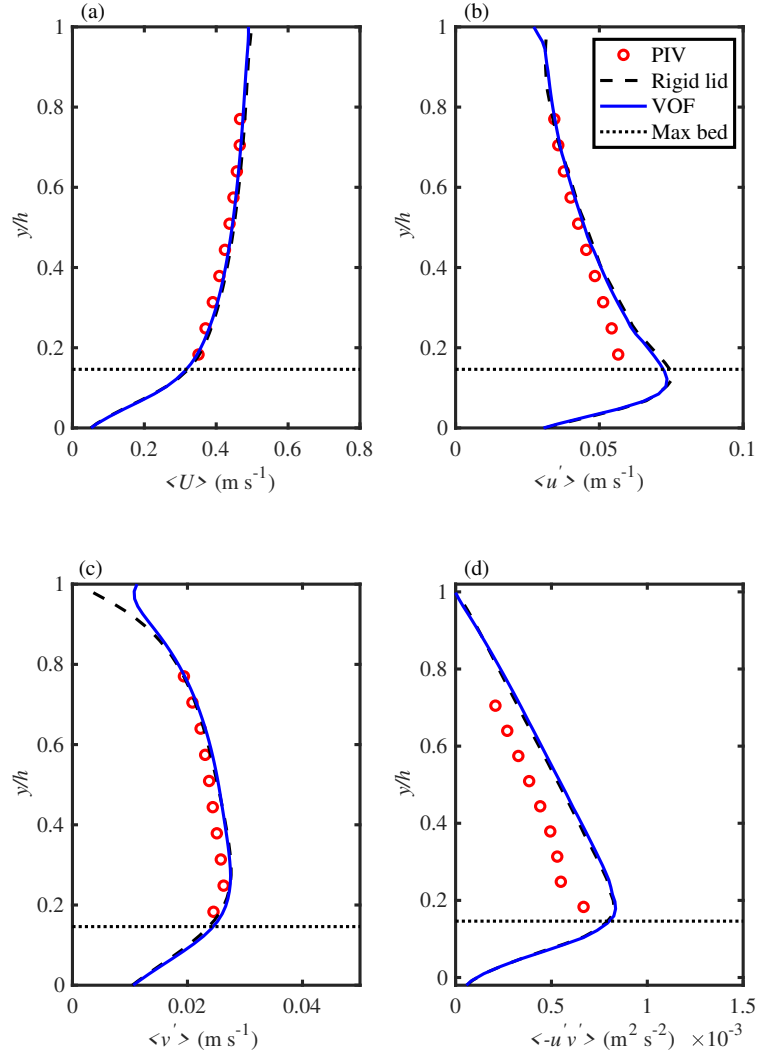 (a)
1
0.8
0.6
0.4
0.2
0
y/h
0 0.2 0.4 0.6 0.8
<U> (m s⁻¹)
(b)
PIV
Rigid lid
VOF
Max bed
1
0.8
0.6
0.4
0.2
0
y/h
0 0.05 0.1
<u'> (m s⁻¹)
(c)
1
0.8
0.6
0.4
0.2
0
y/h
0 0.02 0.04
<v'> (m s⁻¹)
(d)
1
0.8
0.6
0.4
0.2
0
y/h
0 0.5 1 1.5
<-u'v'> (m² s⁻²) ×10⁻³